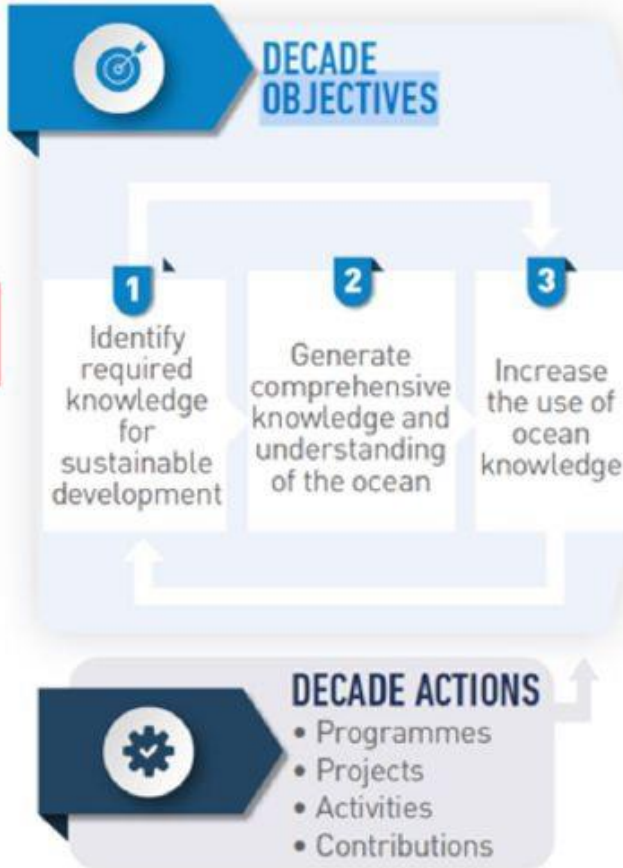 DECADE
OBJECTIVES
1
Identify
required
knowledge
for
sustainable
development
2
Generate
comprehensive
knowledge and
understanding
of the ocean
3
Increase
the use of
ocean
knowledge
DECADE ACTIONS
• Programmes
• Projects
• Activities
• Contributions